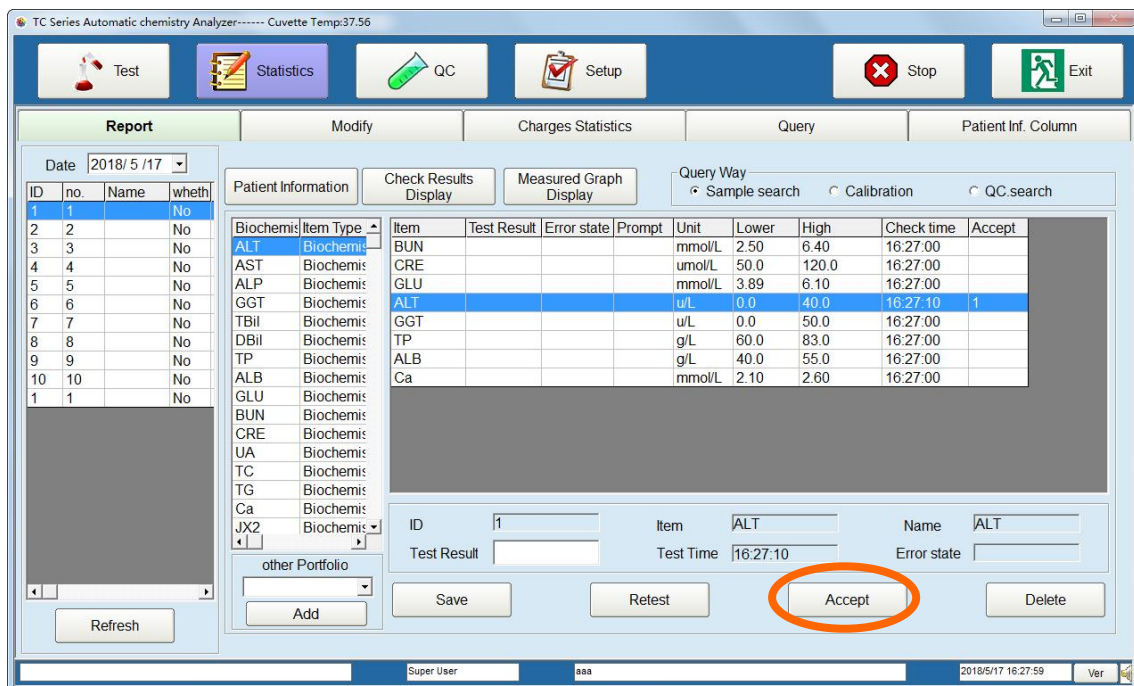 TC Series Automatic chemistry Analyzer------ Cuvette Temp:37.56
Test Statistics QC Setup Stop Exit
Report Modify Charges Statistics Query Patient Inf. Column
Date 2018/ 5 /17
ID no. Name wheth
1 1 No
2 2 No
3 3 No
4 4 No
5 5 No
6 6 No
7 7 No
8 8 No
9 9 No
10 10 No
1 1 No
Refresh
Patient Information
Check Results Display
Measured Graph Display
Query Way
Sample search Calibration QC.search
Biochemis Item Type
ALT Biochemis
AST Biochemis
ALP Biochemis
GGT Biochemis
TBil Biochemis
DBil Biochemis
TP Biochemis
ALB Biochemis
GLU Biochemis
BUN Biochemis
CRE Biochemis
UA Biochemis
TC Biochemis
TG Biochemis
Ca Biochemis
JX2 Biochemis
other Portfolio
Add
Item Test Result Error state Prompt Unit Lower High Check time Accept
BUN mmol/L 2.50 6.40 16:27:00
CRE umol/L 50.0 120.0 16:27:00
GLU mmol/L 3.89 6.10 16:27:00
ALT u/L 0.0 40.0 16:27:10 1
GGT u/L 0.0 50.0 16:27:00
TP g/L 60.0 83.0 16:27:00
ALB g/L 40.0 55.0 16:27:00
Ca mmol/L 2.10 2.60 16:27:00
ID 1 Item ALT Name ALT
Test Result Test Time 16:27:10 Error state
Save Retest Accept Delete
Super User aaa 2018/5/17 16:27:59 Ver